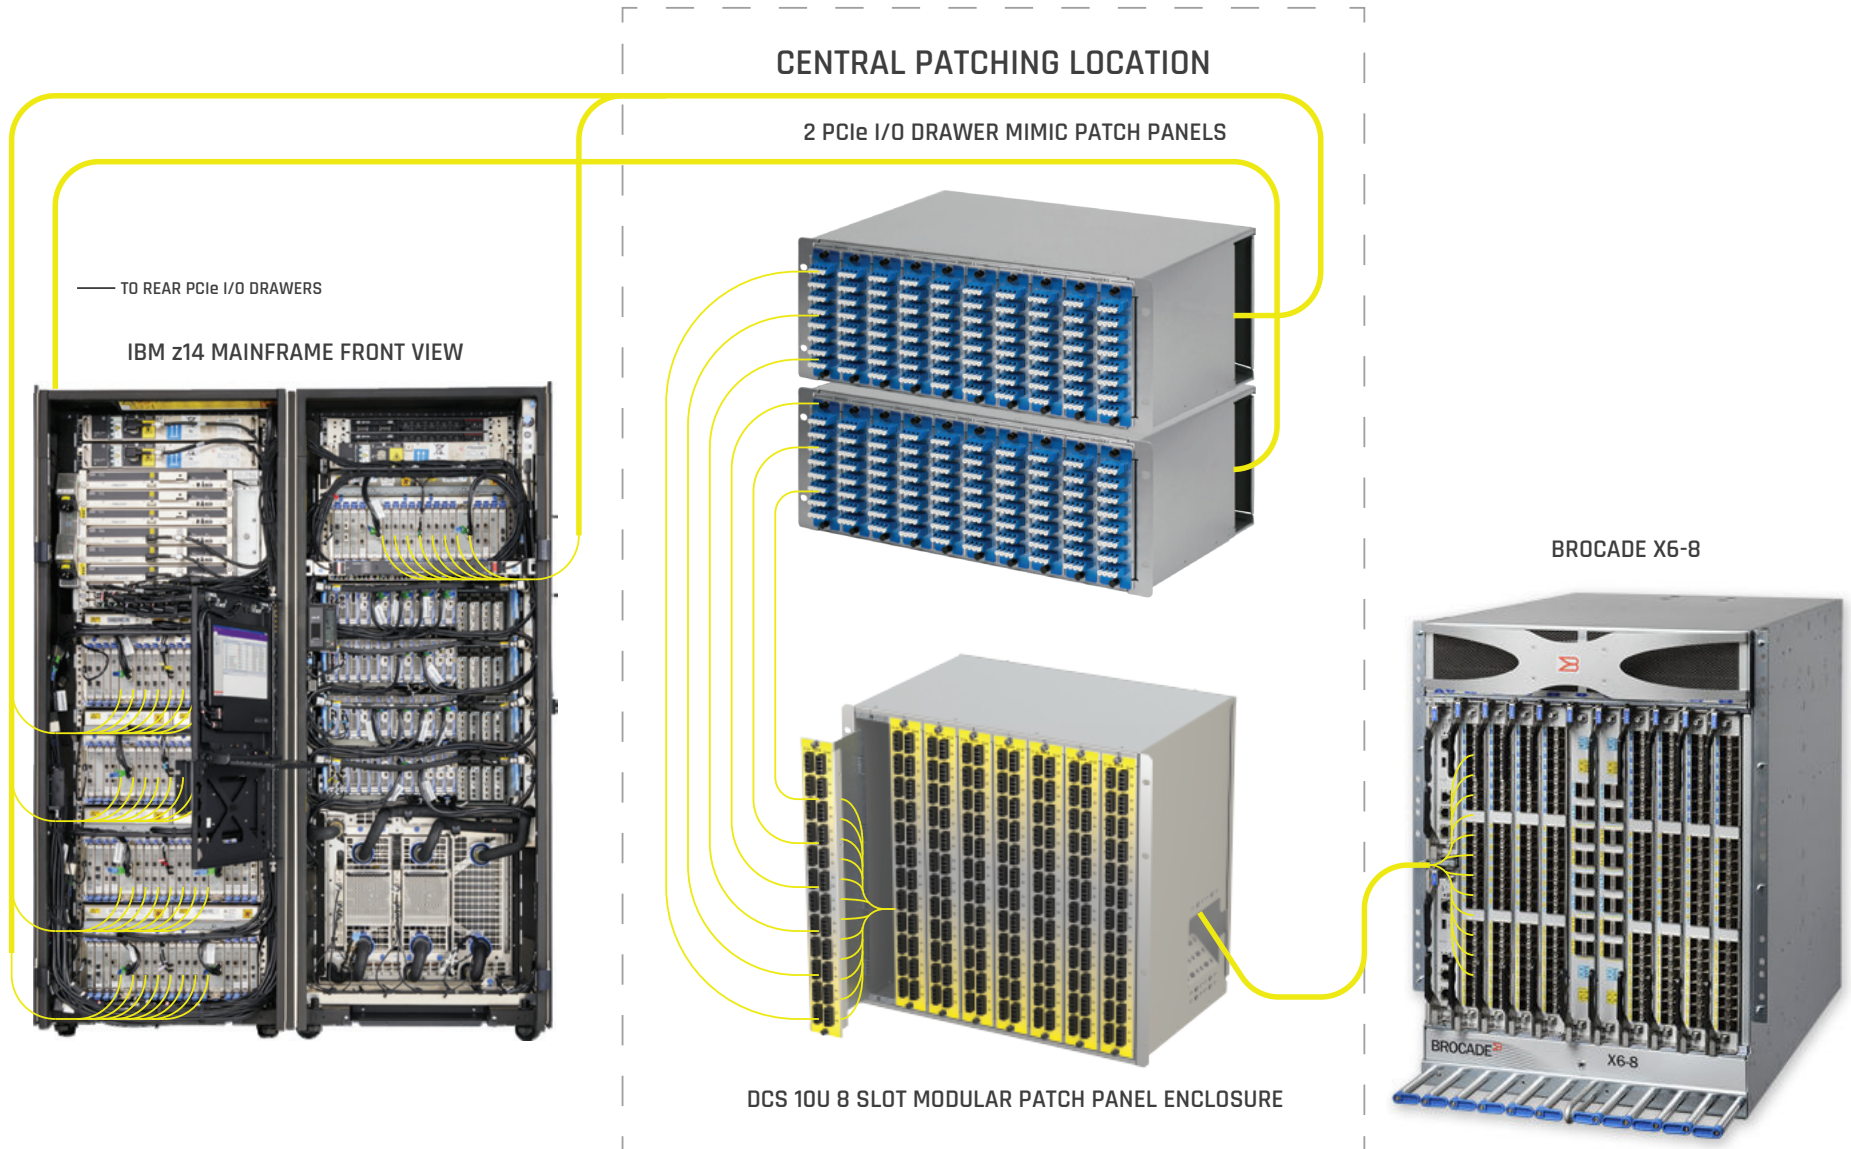 CENTRAL PATCHING LOCATION
2 PCIe I/O DRAWER MIMIC PATCH PANELS
TO REAR PCIe I/O DRAWERS
IBM z14 MAINFRAME FRONT VIEW
BROCADE X6-8
BROCADE
X6-8
DCS 10U 8 SLOT MODULAR PATCH PANEL ENCLOSURE